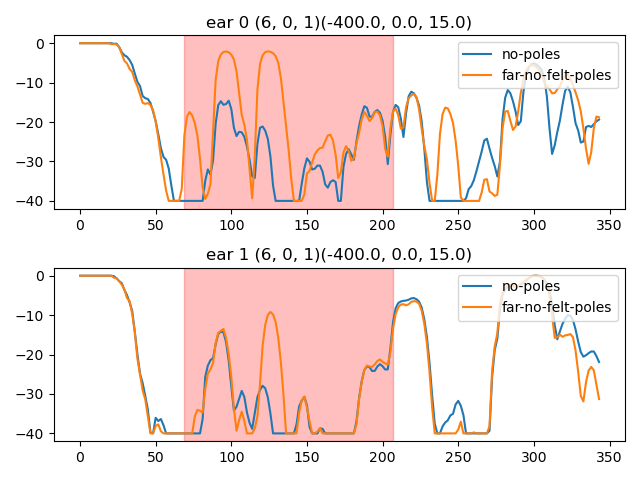 ear 0 (6, 0, 1)(-400.0, 0.0, 15.0)
0
−10
−20
−30
−40
no-poles
far-no-felt-poles
0 50 100 150 200 250 300 350
ear 1 (6, 0, 1)(-400.0, 0.0, 15.0)
0
−10
−20
−30
−40
no-poles
far-no-felt-poles
0 50 100 150 200 250 300 350